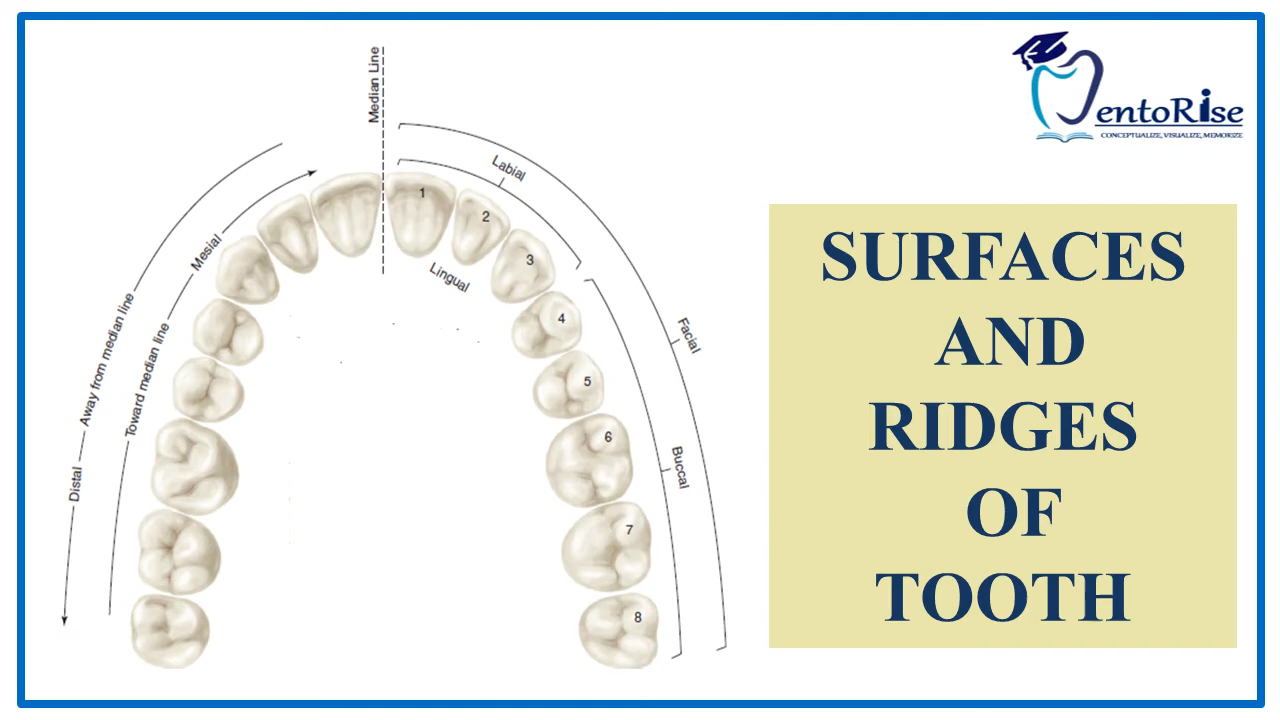 Median Line
Labial
Mesial
Lingual
Away from median line
Toward median line
Facial
Buccal
Distal
1
2
3
4
5
6
7
8
entoRise
CONCEPTUALIZE, VISUALIZE, MEMORIZE
SURFACES
AND
RIDGES
OF
TOOTH